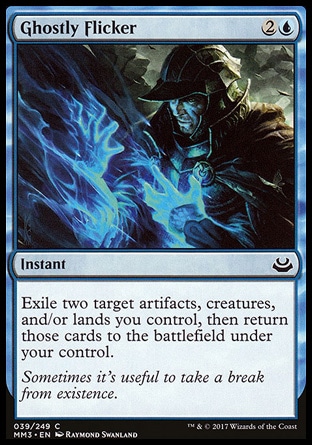 Ghostly Flicker 2
Instant
Exile two target artifacts, creatures,
and/or lands you control, then return
those cards to the battlefield under
your control.
Sometimes it's useful to take a break
from existence.
039/249 C
MM3 • EN RAYMOND SWANLAND
™ & © 2017 Wizards of the Coast